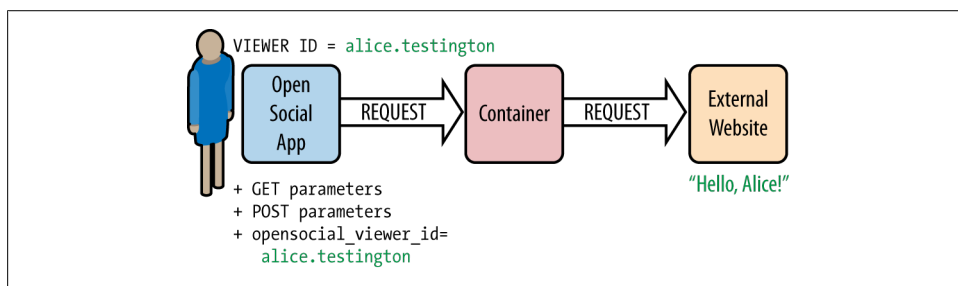 VIEWER ID = alice.testington
Open
Social
App
REQUEST
Container
REQUEST
External
Website
“Hello, Alice!”
+ GET parameters
+ POST parameters
+ opensocial_viewer_id=
alice.testington